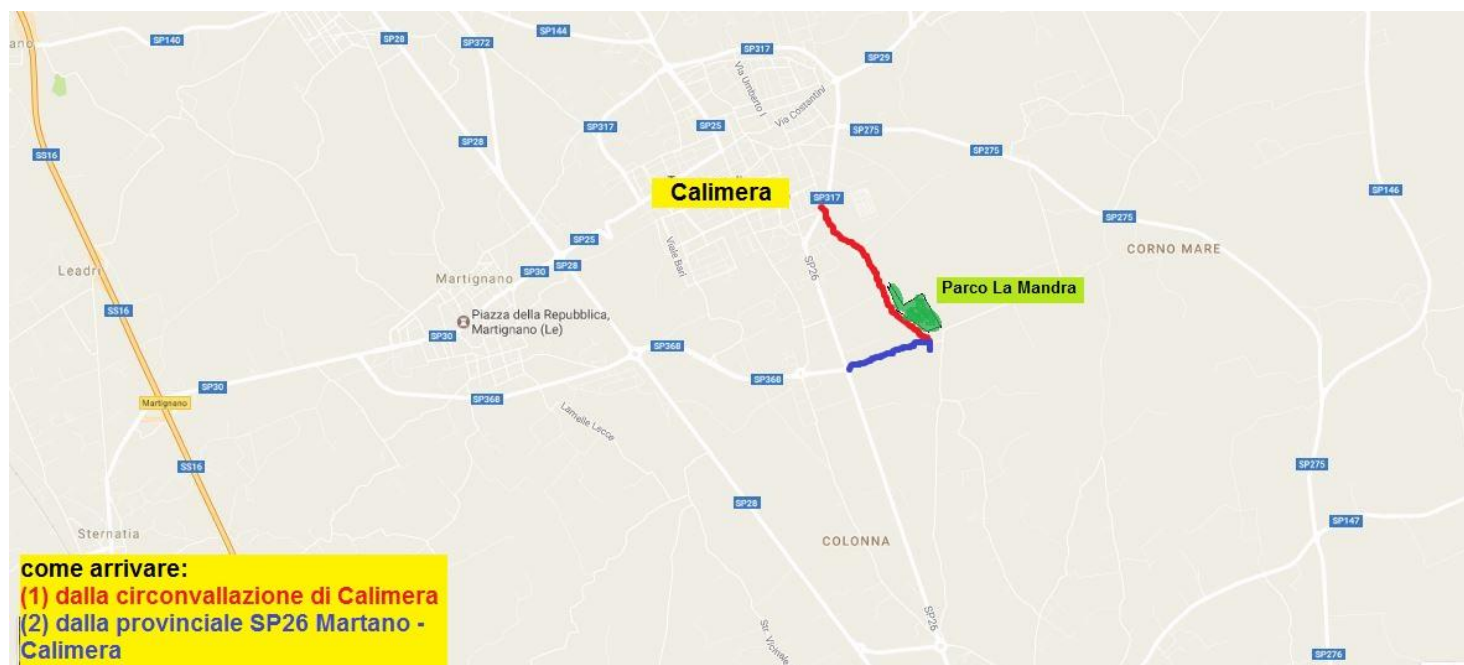 ano
SP140
SP28
SP372
SP144
SP317
SP29
Via Umberto I
Via Costantini
SS16
SP28
SP317
SP25
SP275
SP275
SP146
Calimera
SP317
SP275
CORNO MARE
Viale Bari
SP26
SP25
SP30
SP28
Leadri
Martignano
Parco La Mandra
SS16
Piazza della Repubblica,
Martignano (Le)
SP30
SP368
SP368
SP30
SP368
Martignano
Lamelle Lecce
SS16
SP275
SP28
SP147
Sternatia
COLONNA
come arrivare:
(1) dalla circonvallazione di Calimera
(2) dalla provinciale SP26 Martano -
Calimera
SP26
Str. Vicinale
SP276